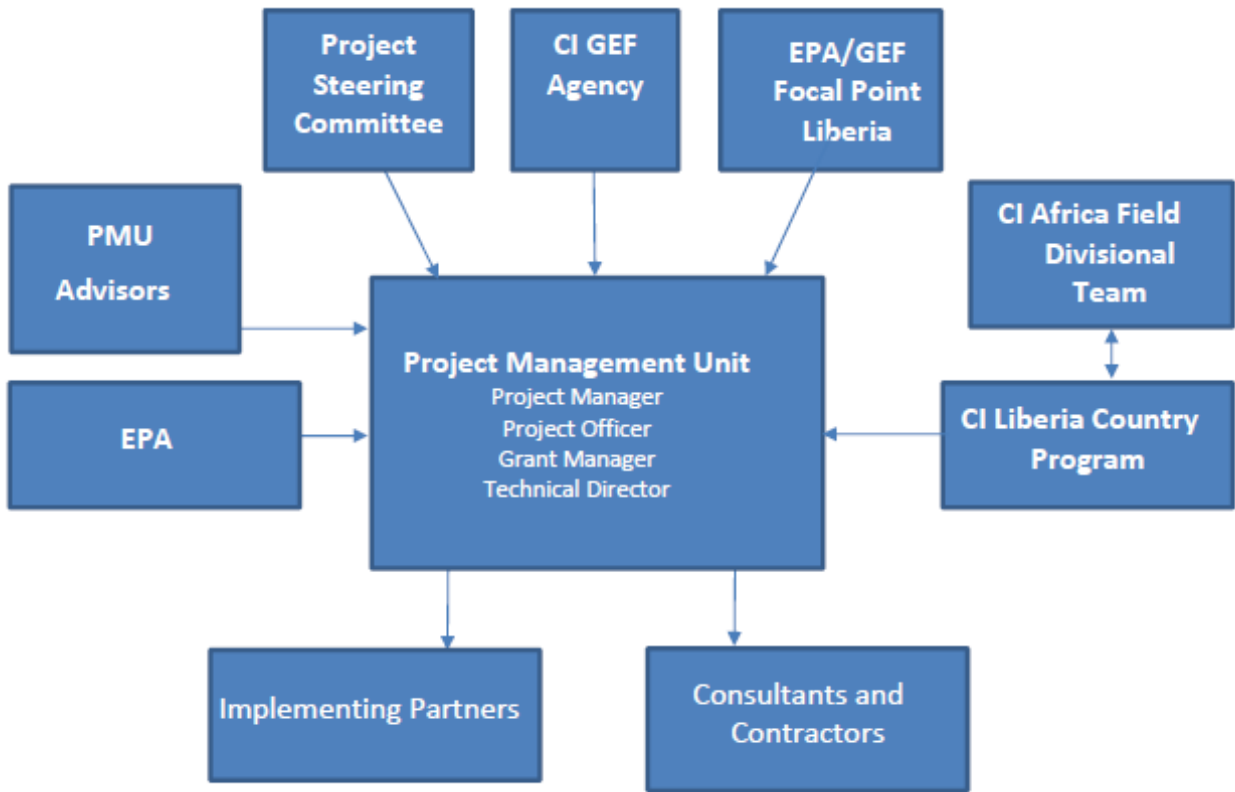 Project
Steering
Committee
CI GEF
Agency
EPA/GEF
Focal Point
Liberia
PMU
Advisors
CI Africa Field
Divisional
Team
Project Management Unit
Project Manager
Project Officer
Grant Manager
Technical Director
EPA
CI Liberia Country
Program
Implementing Partners
Consultants and
Contractors